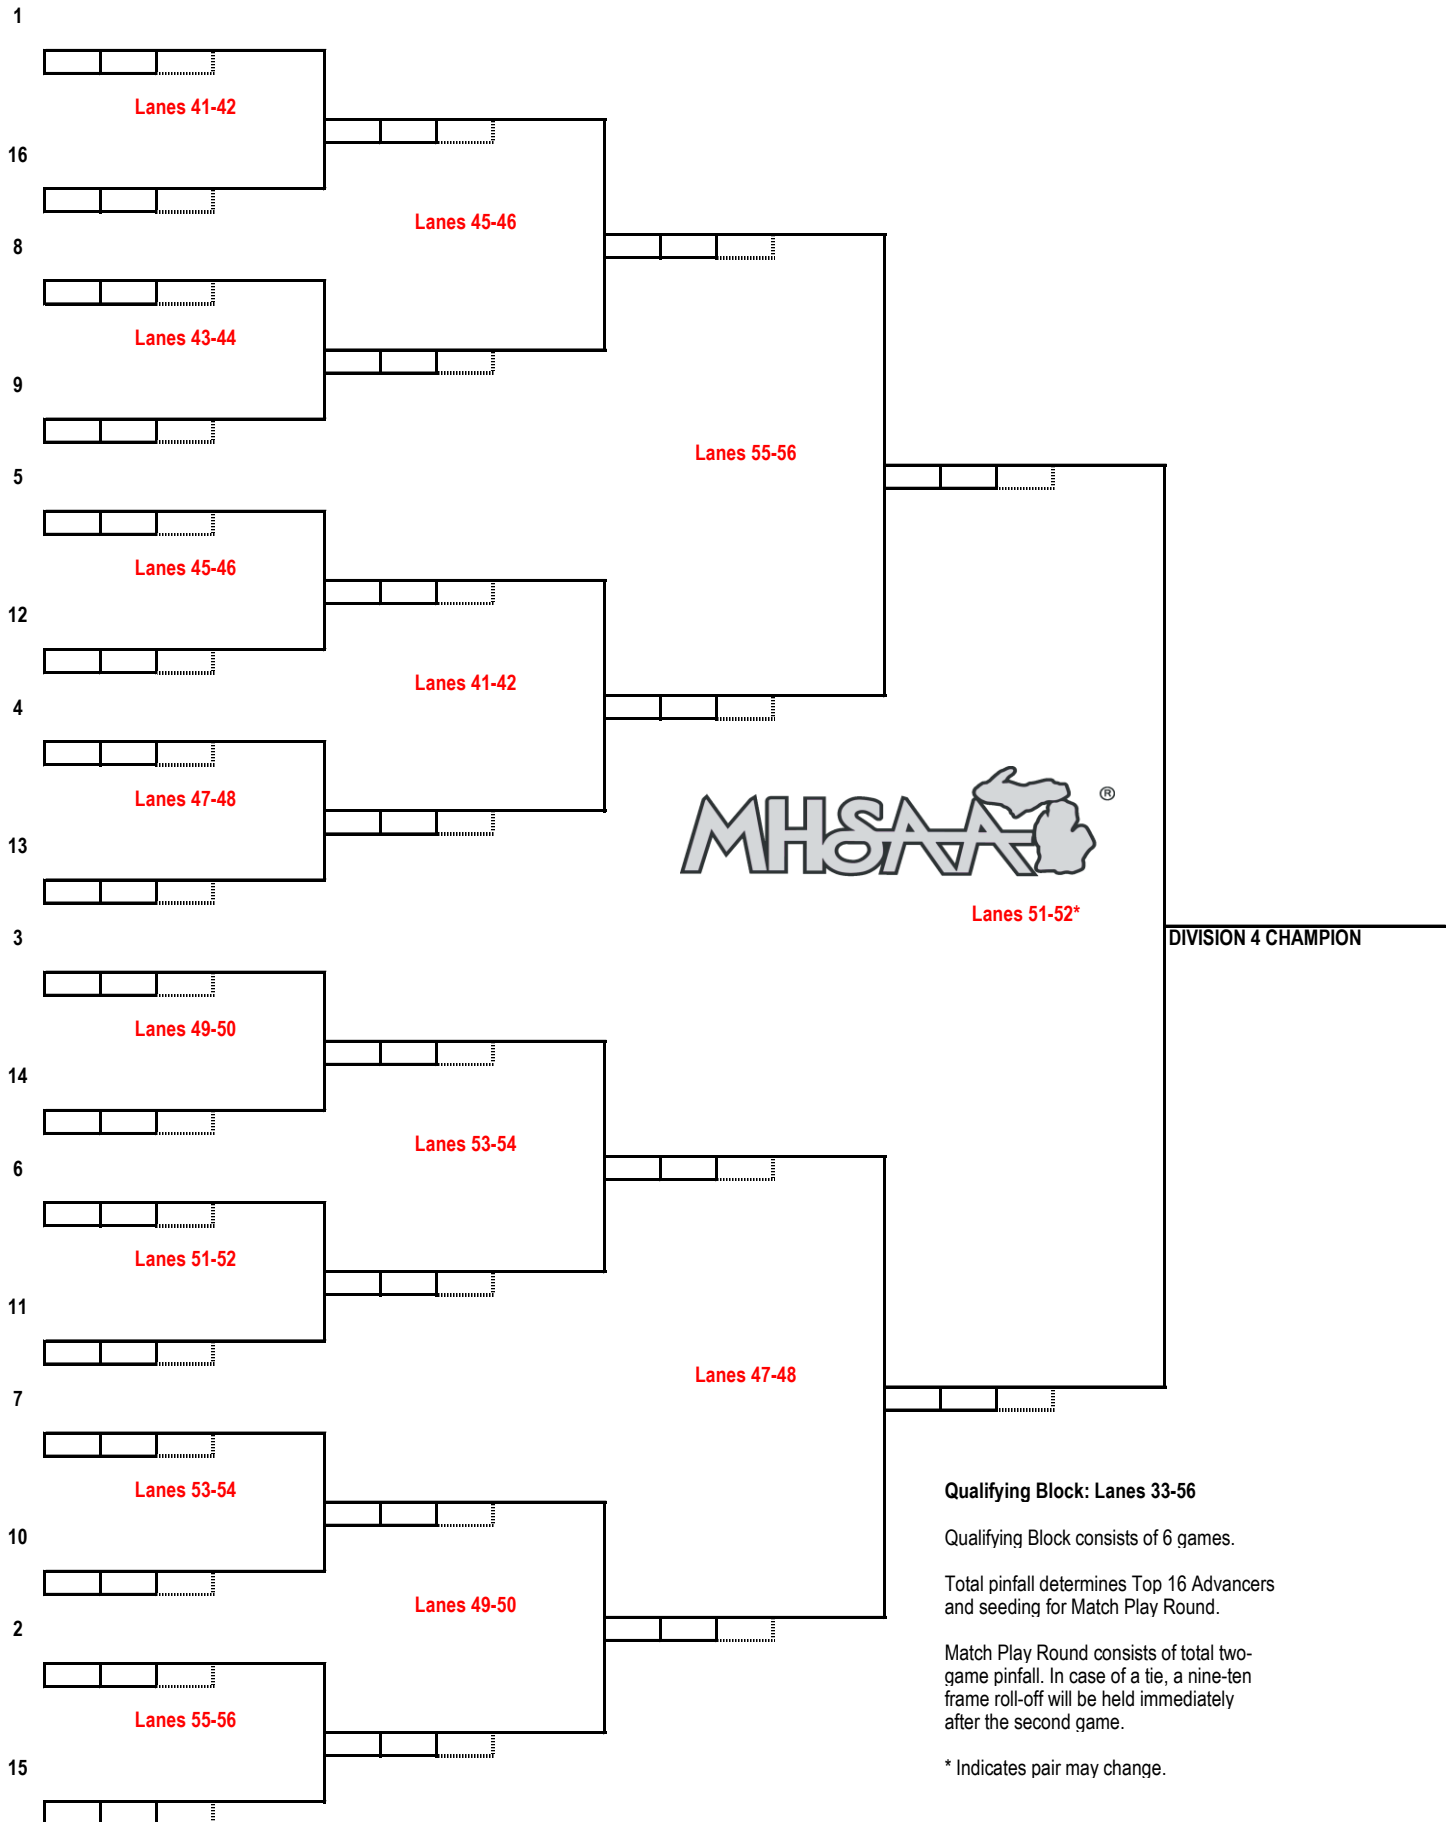 1
Lanes 41-42
16
Lanes 45-46
8
Lanes 43-44
9
Lanes 55-56
5
Lanes 45-46
12
Lanes 41-42
4
Lanes 47-48
13
MHSAA ®
Lanes 51-52*
DIVISION 4 CHAMPION
3
Lanes 49-50
14
Lanes 53-54
6
Lanes 51-52
11
Lanes 47-48
7
Lanes 53-54
10
Lanes 49-50
2
Lanes 55-56
15
Qualifying Block: Lanes 33-56
Qualifying Block consists of 6 games.
Total pinfall determines Top 16 Advancers
and seeding for Match Play Round.
Match Play Round consists of total two-
game pinfall. In case of a tie, a nine-ten
frame roll-off will be held immediately
after the second game.
* Indicates pair may change.